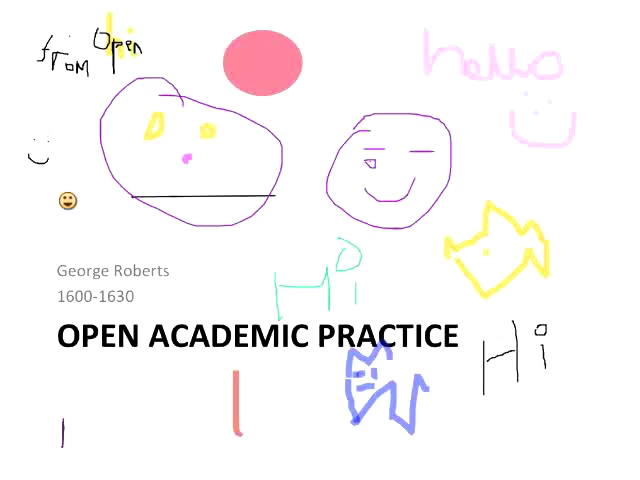 hi
from Open
hello
George Roberts
1600-1630
Hi
OPEN ACADEMIC PRACTICE
Hi